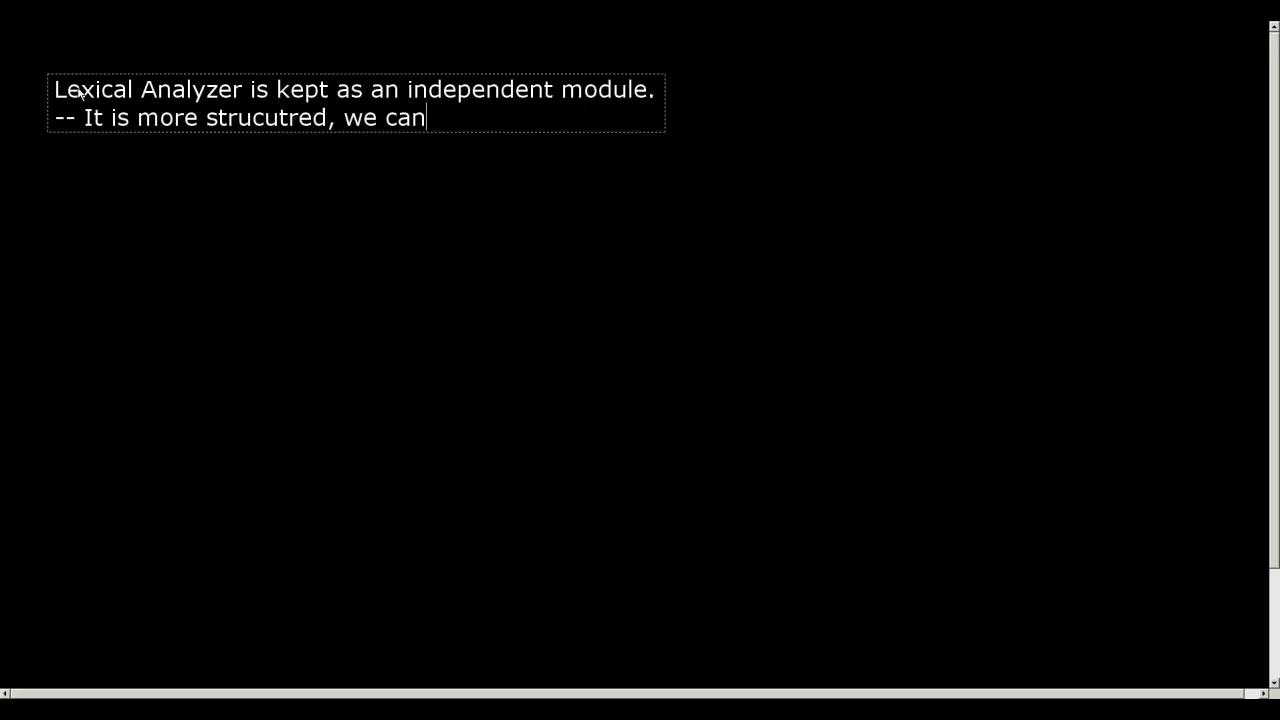 Lexical Analyzer is kept as an independent module.
-- It is more strucutred, we can